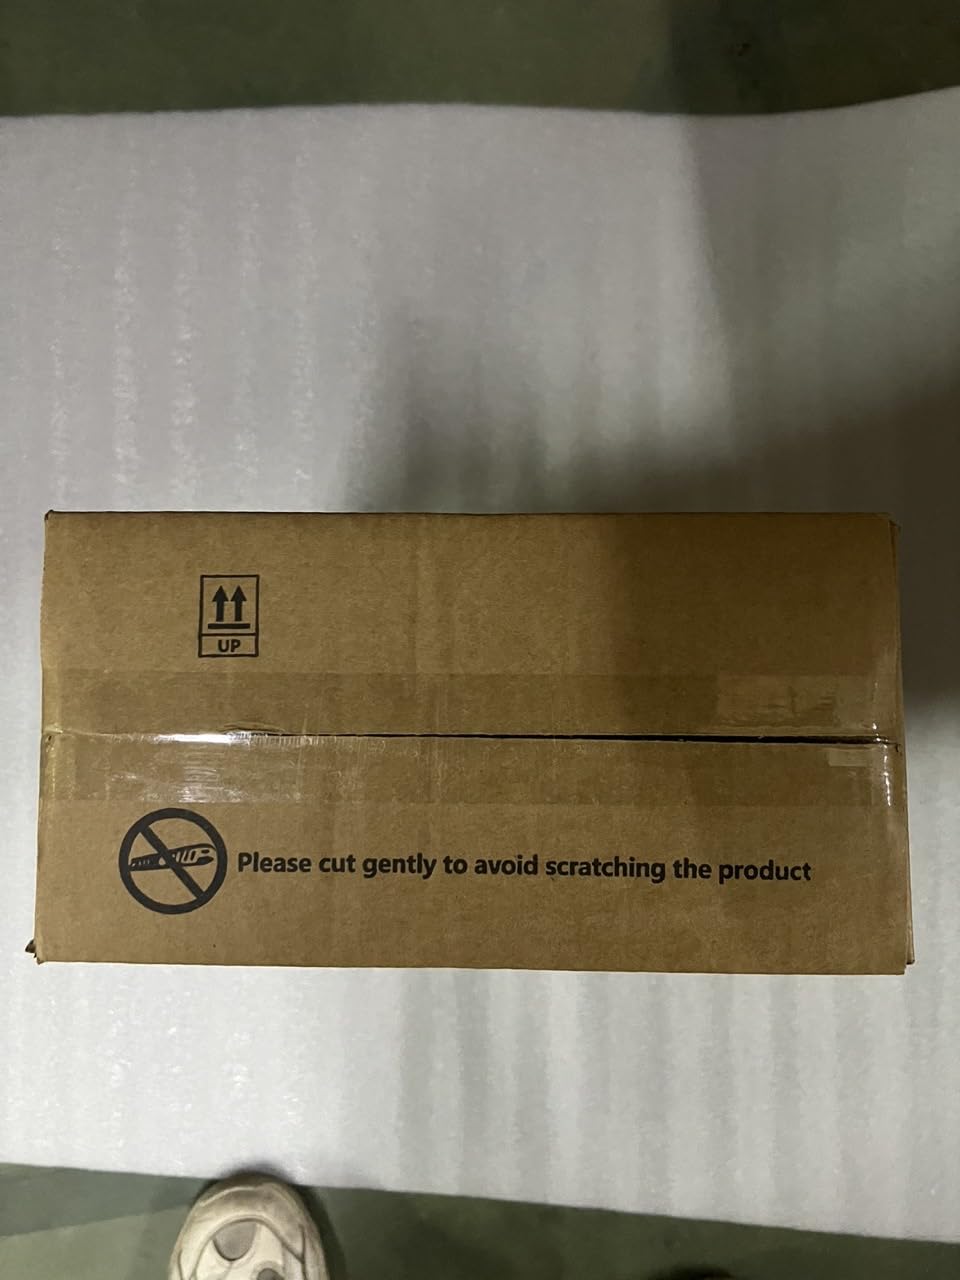 UP
Please cut gently to avoid scratching the product